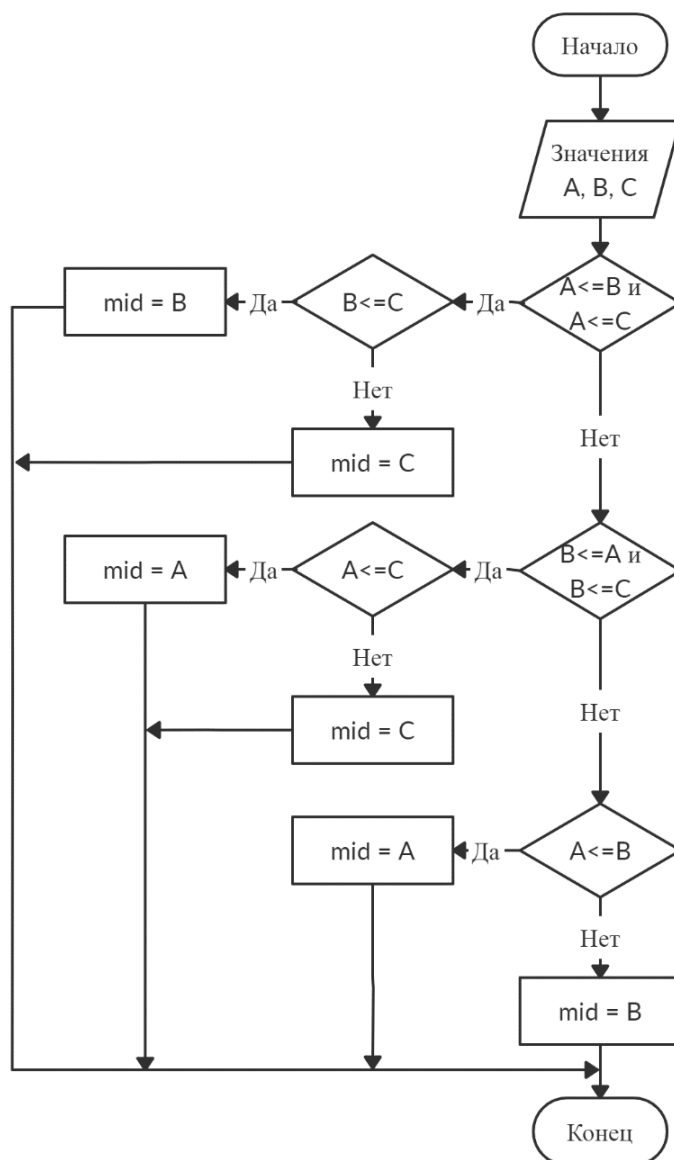 Начало
Значения
A, B, C
A<=B и
A<=C
Да
B<=C
Да
mid = B
Нет
mid = C
Нет
B<=A и
B<=C
Да
A<=C
Да
mid = A
Нет
mid = C
Нет
A<=B
Да
mid = A
Нет
mid = B
Конец